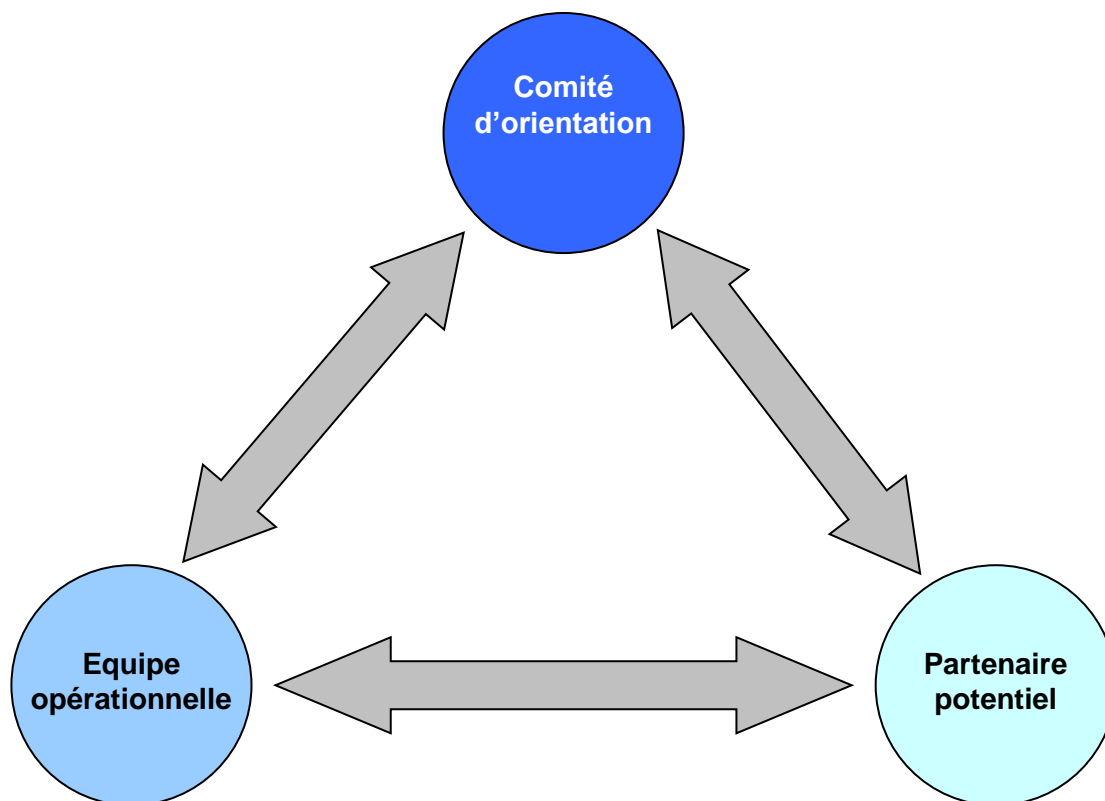 Comité
d’orientation
Equipe
opérationnelle
Partenaire
potentiel